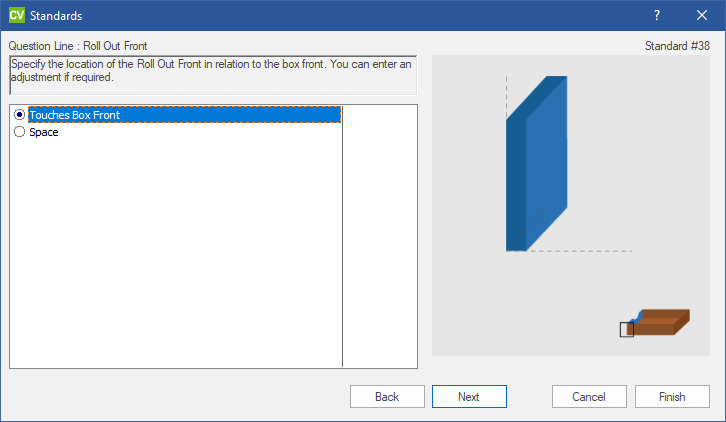 CV Standards
Question Line : Roll Out Front
Standard #38
Specify the location of the Roll Out Front in relation to the box front. You can enter an
adjustment if required.
Touches Box Front
Space
Back
Next
Cancel
Finish